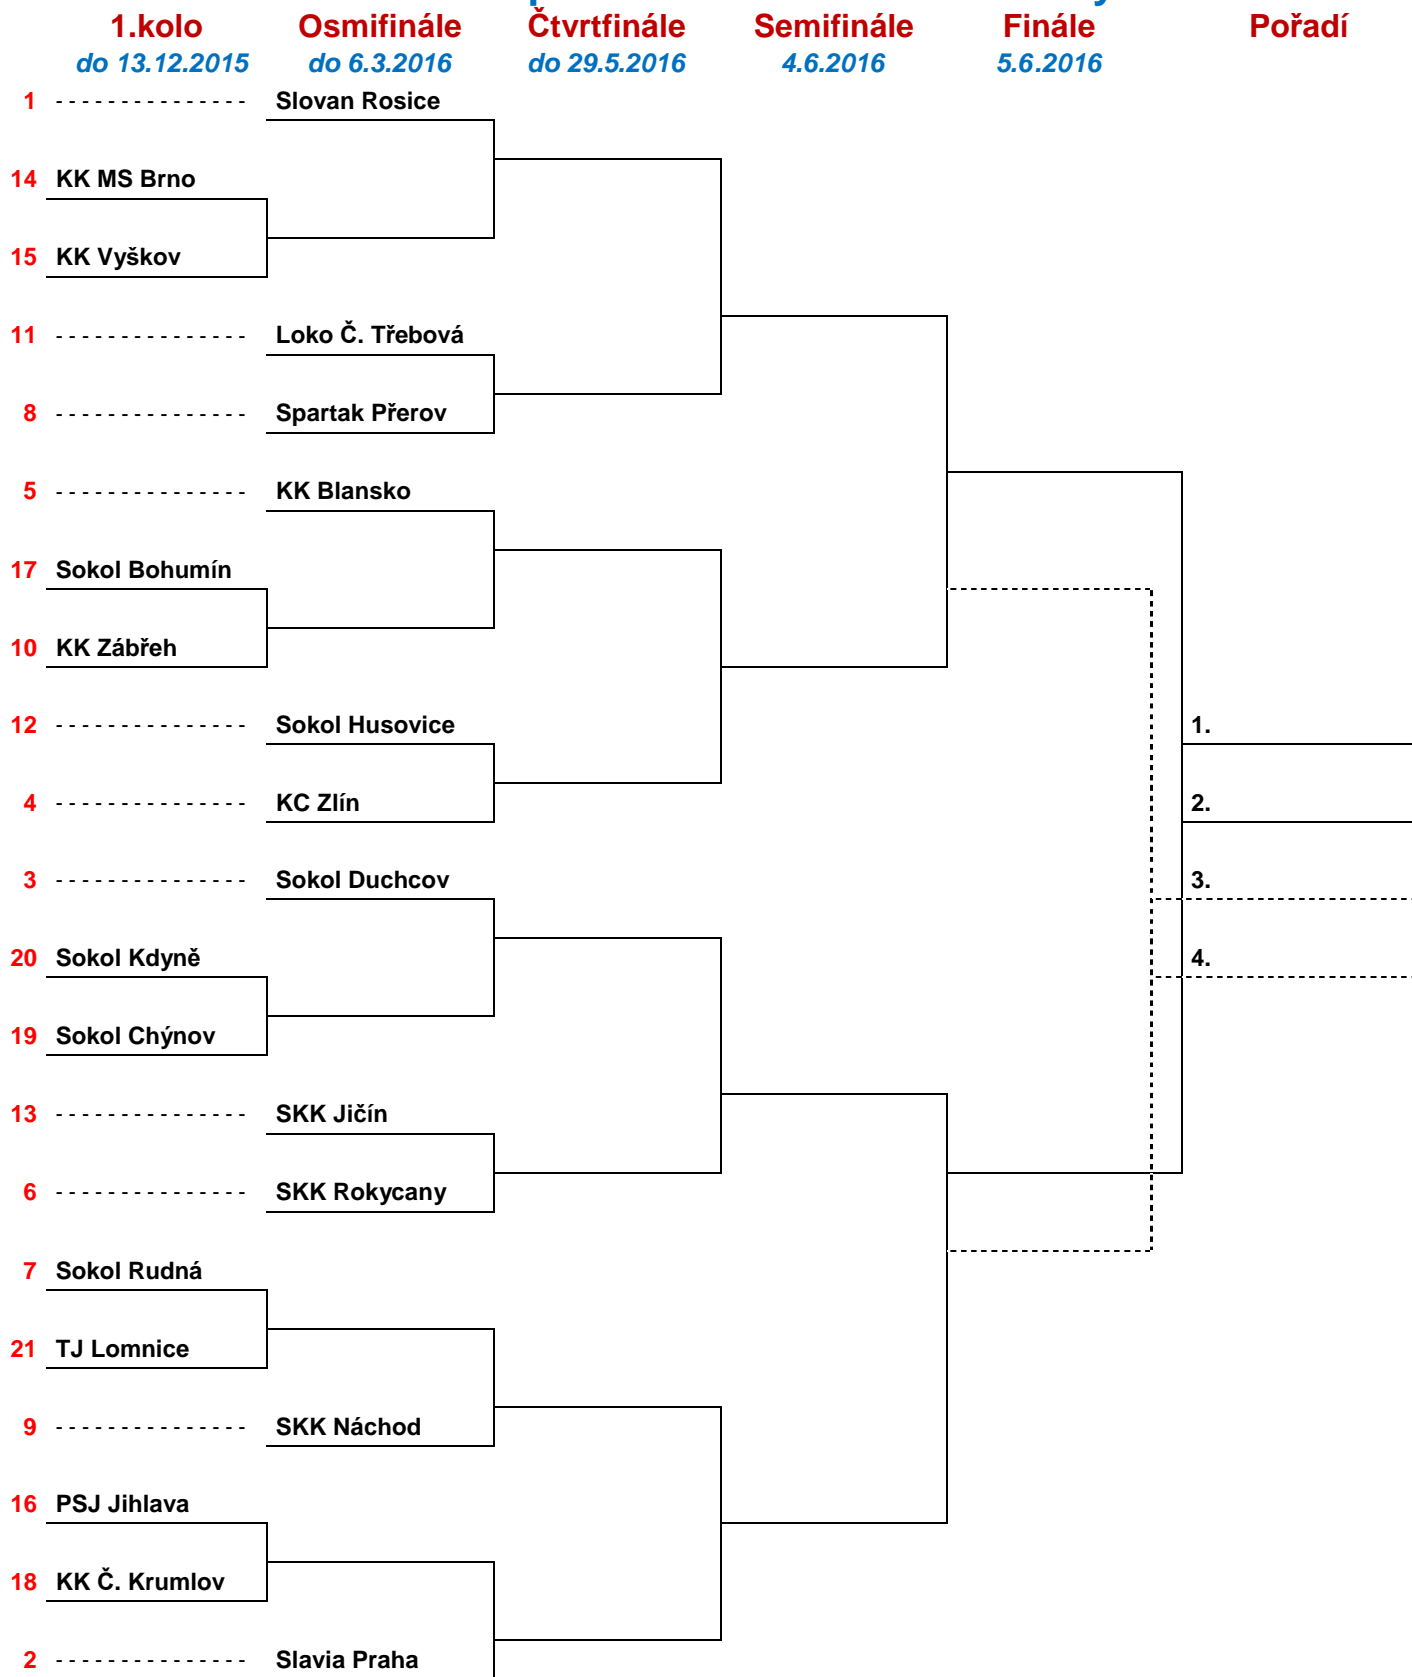 1.kolo Osmifinále Čtvrtfinále Semifinále Finále Pořadí
do 13.12.2015 do 6.3.2016 do 29.5.2016 4.6.2016 5.6.2016
1 - - - - - - - - - - - - - - - Slovan Rosice
14 KK MS Brno
15 KK Vyškov
11 - - - - - - - - - - - - - - - Loko Č. Třebová
8 - - - - - - - - - - - - - - - Spartak Přerov
5 - - - - - - - - - - - - - - - KK Blansko
17 Sokol Bohumín
10 KK Zábřeh
12 - - - - - - - - - - - - - - - Sokol Husovice 1.
4 - - - - - - - - - - - - - - - KC Zlín 2.
3 - - - - - - - - - - - - - - - Sokol Duchcov 3.
20 Sokol Kdyně 4.
19 Sokol Chýnov
13 - - - - - - - - - - - - - - - SKK Jičín
6 - - - - - - - - - - - - - - - SKK Rokycany
7 Sokol Rudná
21 TJ Lomnice
9 - - - - - - - - - - - - - - - SKK Náchod
16 PSJ Jihlava
18 KK Č. Krumlov
2 - - - - - - - - - - - - - - - Slavia Praha